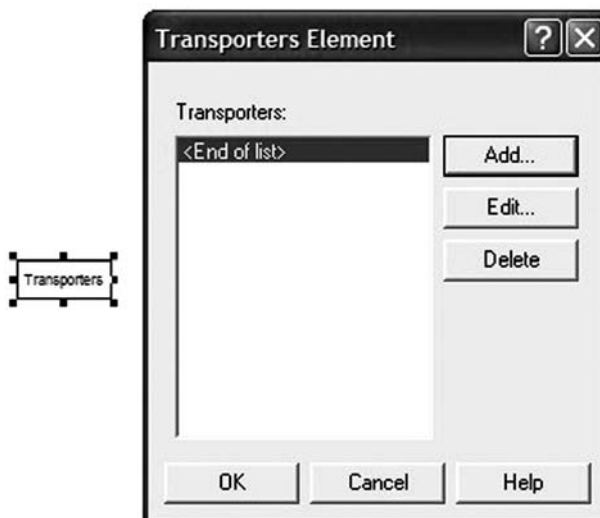 Transporters Element
?
X
Transporters:
<End of list>
Add...
Edit...
Delete
Transporters
OK
Cancel
Help